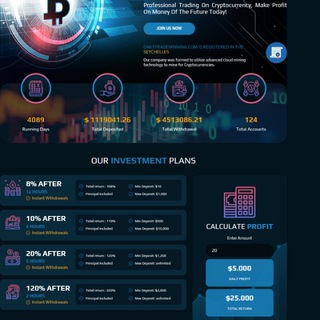 Professional Trading On Cryptocurrency, Make Profit
On Money Of The Future Today!
JOIN US NOW
IS REGISTERED IN THE
SEYCHELLES
Our company was formed to utilize advanced cloud mining
technology to mine for Cryptocurrencies.
4089
$ 1119041.26
$ 4513086.21
124
Running Days
Total Deposited
Total Withdrawal
Total Accounts
OUR INVESTMENT PLANS
8% AFTER
12 HOURS
Instant Withdrawals
Total return : 108%
Min Deposit: $10
Principal Included
Max Deposit: $1,000
10% AFTER
4 HOURS
Instant Withdrawals
Total return : 110%
Min Deposit: $500
Principal Included
Max Deposit: $10,000
20% AFTER
HOURS
Instant Withdrawals
Total return : 120%
Min Deposit: $1,200
Principal Included
Max Deposit: unlimited
120% AFTER
2 HOURS
Instant Withdrawals
Total return :
Min Deposit:
Principal Included
Max Deposit: unlimited
CALCULATE PROFIT
Enter Amount
20
$5.000
DAILY PROFIT
$25.000
TOTAL RETURN